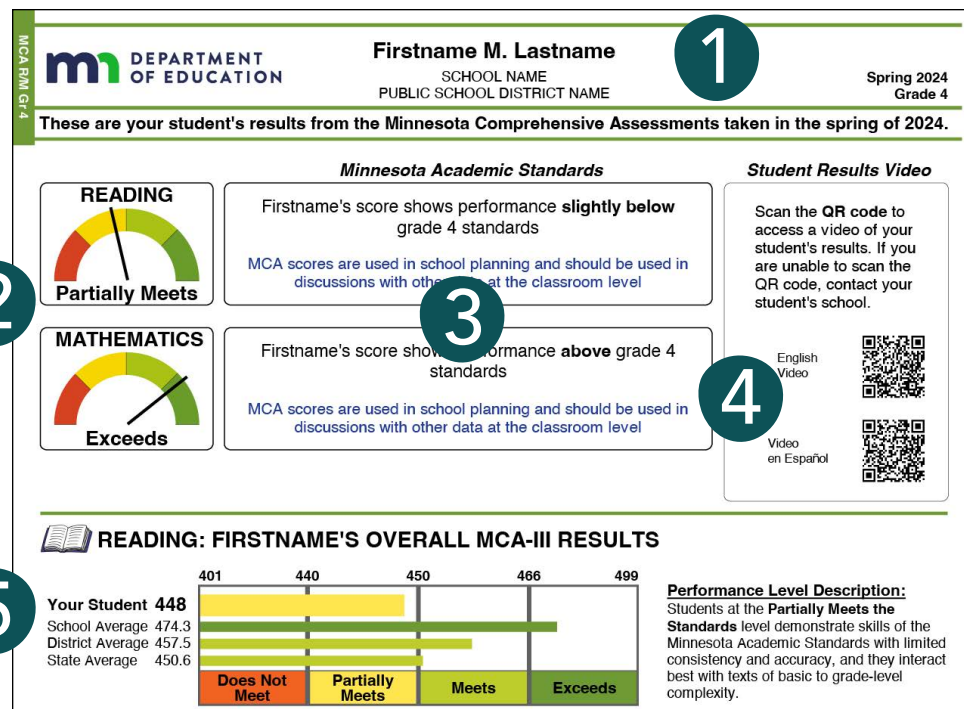 MCA R/M Gr 4
DEPARTMENT
OF EDUCATION
Firstname M. Lastname
SCHOOL NAME
PUBLIC SCHOOL DISTRICT NAME
1
Spring 2024
Grade 4
These are your student's results from the Minnesota Comprehensive Assessments taken in the spring of 2024.
Minnesota Academic Standards
Student Results Video
READING
Partially Meets
2
Firstname's score shows performance slightly below
grade 4 standards
MCA scores are used in school planning and should be used in
discussions with other at the classroom level
3
MATHEMATICS
Exceeds
Firstname's score above grade 4
standards
MCA scores are used in school planning and should be used in
discussions with other data at the classroom level
Scan the QR code to
access a video of your
student's results. If you
are unable to scan the
QR code, contact your
student's school.
4
English
Video
Video
en Español
READING: FIRSTNAME'S OVERALL MCA-III RESULTS
5
401 440 450 466 499
Your Student 448
School Average 474.3
District Average 457.5
State Average 450.6
Does Not
Meet
Partially
Meets
Meets
Exceeds
Performance Level Description:
Students at the Partially Meets the
Standards level demonstrate skills of the
Minnesota Academic Standards with limited
consistency and accuracy, and they interact
best with texts of basic to grade-level
complexity.